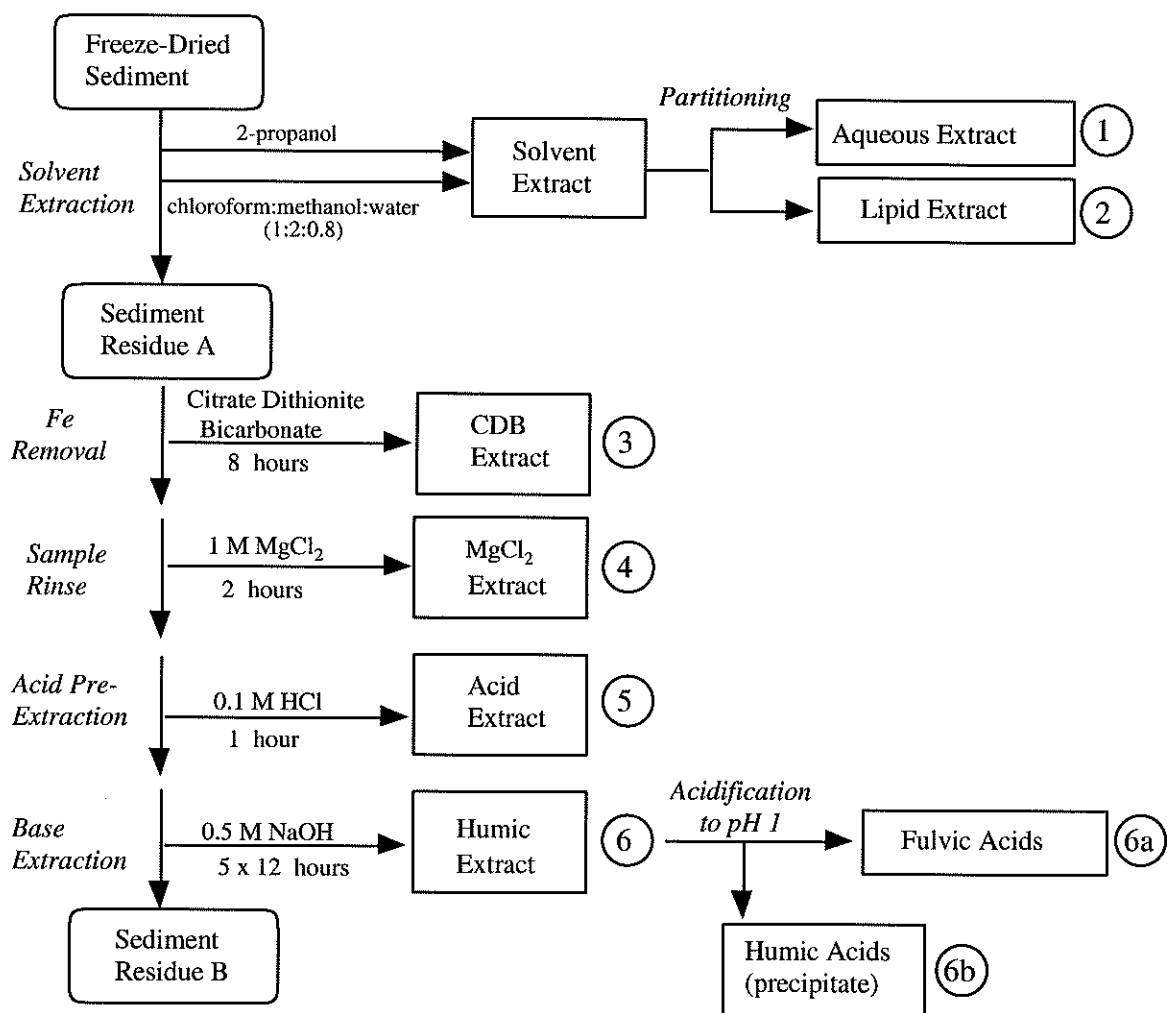 Freeze-Dried
Sediment
Partitioning
2-propanol
Solvent
Extraction
chloroform:methanol:water
(1:2:0.8)
Solvent
Extract
Aqueous Extract
1
Lipid Extract
2
Sediment
Residue A
Fe
Removal
Citrate Dithionite
Bicarbonate
8 hours
CDB
Extract
3
Sample
Rinse
1 M MgCl₂
2 hours
MgCl₂
Extract
4
Acid Pre-
Extraction
0.1 M HCl
1 hour
Acid
Extract
5
Base
Extraction
0.5 M NaOH
5 x 12 hours
Humic
Extract
6
Acidification
to pH 1
Fulvic Acids
6a
Sediment
Residue B
Humic Acids
(precipitate)
6b